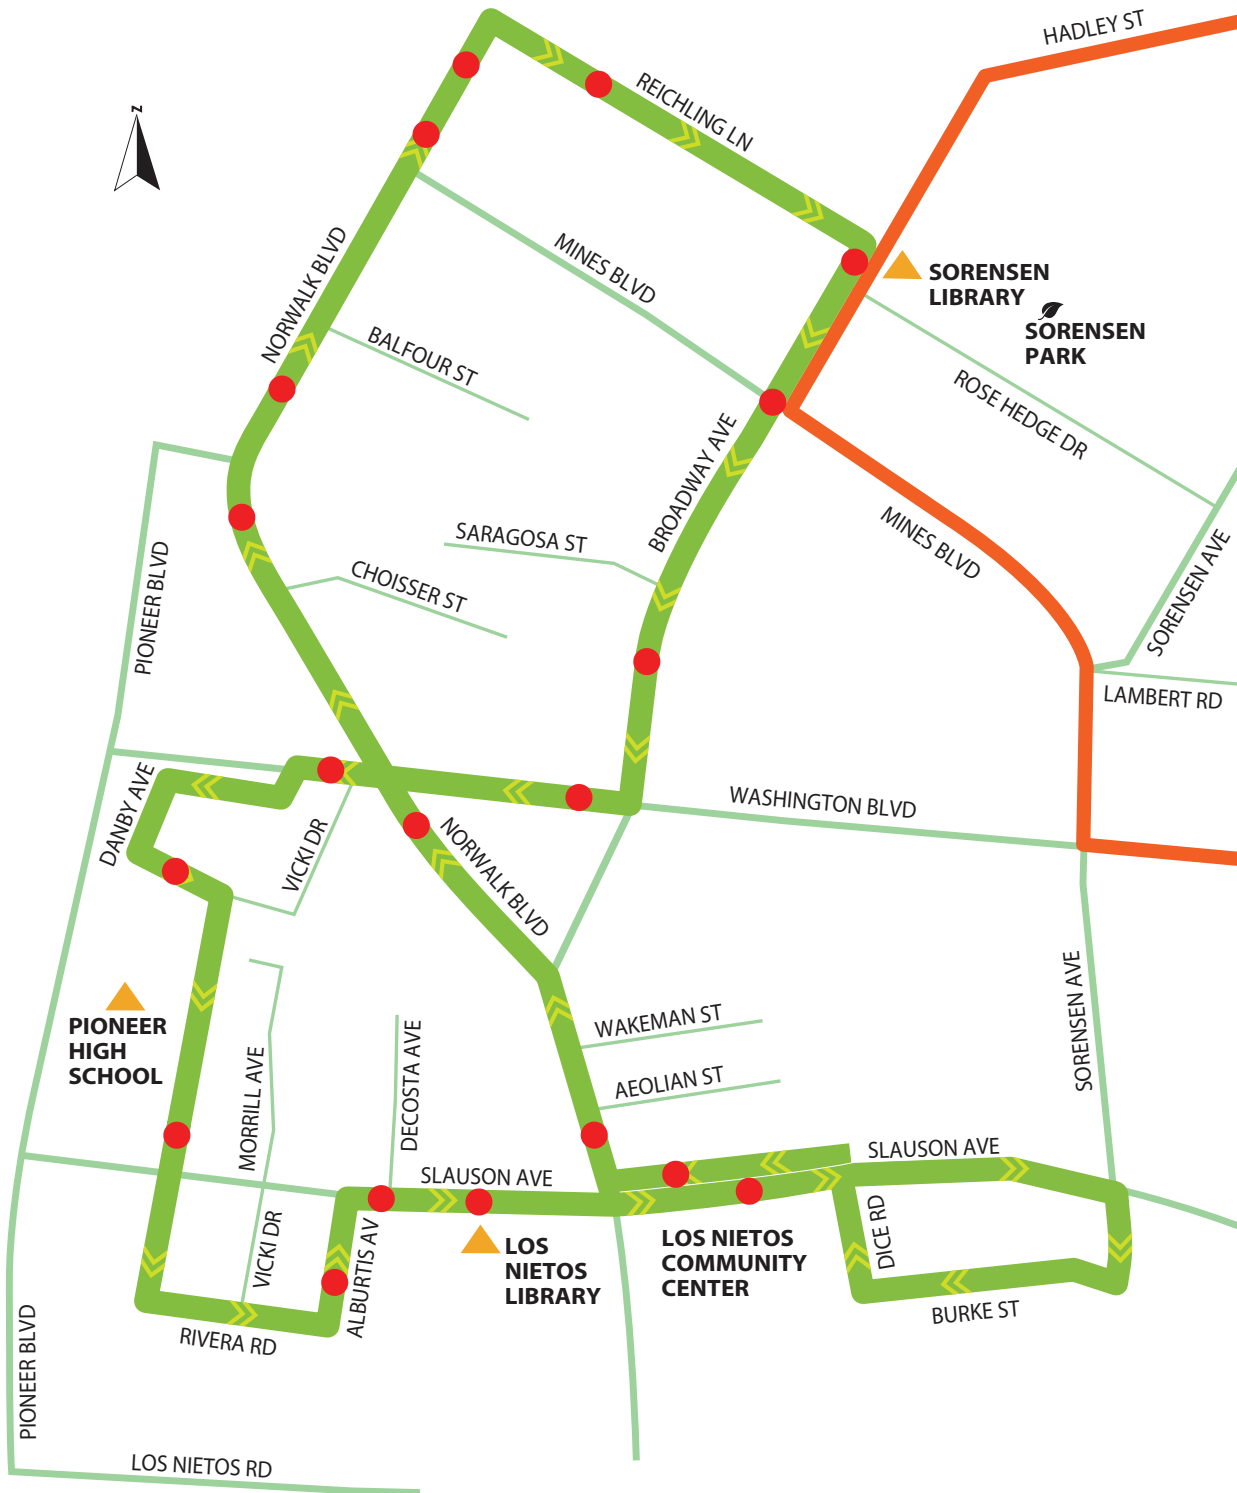 HADLEY ST
REICHLING LN
Z
NORWALK BLVD
MINES BLVD
SORENSEN
LIBRARY
SORENSEN
PARK
BALFOUR ST
ROSE HEDGE DR
BROADWAY AVE
SARAGOSA ST
MINES BLVD
SORENSEN AVE
PIONEER BLVD
CHOISSER ST
LAMBERT RD
DANBY AVE
WASHINGTON BLVD
VICKI DR
NORWALK BLVD
PIONEER
HIGH
SCHOOL
WAKEMAN ST
SORENSEN AVE
DECOSTA AVE
MORRILL AVE
AEOLIAN ST
SLAUSON AVE
SLAUSON AVE
VICKI DR
ALBURTIS AV
LOS
NIETOS
LIBRARY
LOS NIETOS
COMMUNITY
CENTER
DICE RD
BURKE ST
RIVERA RD
PIONEER BLVD
LOS NIETOS RD